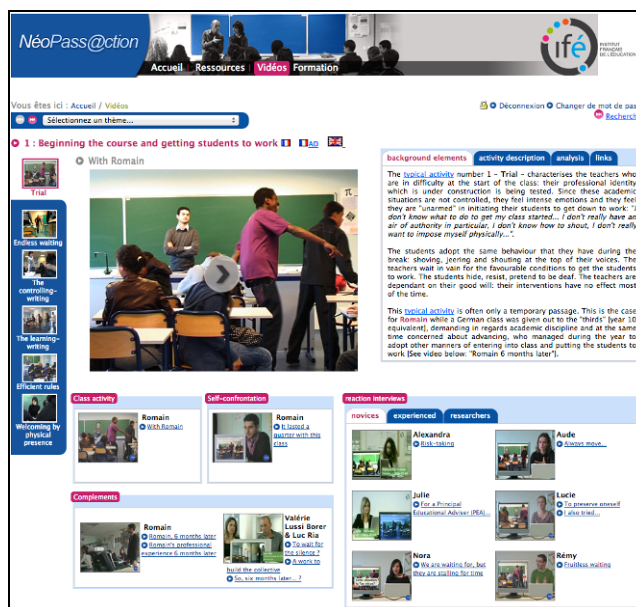 NéoPass@ction
ifé
INSTITUT
FRANÇAIS
DE L'ÉDUCATION
Accueil Ressources Vidéos Formation
Vous êtes ici : Accueil / Vidéos
Déconnexion Changer de mot de pas
Recherch
Sélectionnez un thème...
1 : Beginning the course and getting students to work AD
With Romain
Trial
Endless waiting
The
controlling-
writing
The learning-
writing
Efficient rules
Welcoming by
physical
presence
background elements activity description analysis links
The typical activity number 1 - Trial - characterises the teachers who
are in difficulty at the start of the class: their professional identity
which is under construction is being tested. Since these academic
situations are not controlled, they feel intense emotions and they feel
they are "unarmed" in initiating their students to get down to work: "I
don't know what to do to get my class started... I don't really have an
air of authority in particular, I don't know how to shout, I don't really
want to impose myself physically...".
The students adopt the same behaviour that they have during the
break: shoving, jeering and shouting at the top of their voices. The
teachers wait in vain for the favourable conditions to get the students
to work. The students hide, resist, pretend to be deaf. The teachers are
dependant on their good will: their interventions have no effect most
of the time.
This typical activity is often only a temporary passage. This is the case
for Romain while a German class was given out to the "thirds" [year 10
equivalent], demanding in regards academic discipline and at the same
time concerned about advancing, who managed during the year to
adopt other manners of entering into class and putting the students to
work [See video below: "Romain 6 months later"].
Class activity
Romain
With Romain
Self-confrontation
Romain
It lasted a
quarter with this
class
Complements
Romain
Romain, 6 months later
Romain's professional
experience 6 months later
Valérie
Lussi Borer
& Luc Ria
To wait for
the silence ?
A work to
build the collective
So, six months later... ?
reaction interviews
novices experienced researchers
Alexandra
Risk-taking
Aude
Always move...
Julie
For a Principal
Educational Adviser (PEA)...
Lucie
To preserve oneself
I also tried...
Nora
We are waiting for, but
they are stalling for time
Rémy
Fruitless waiting